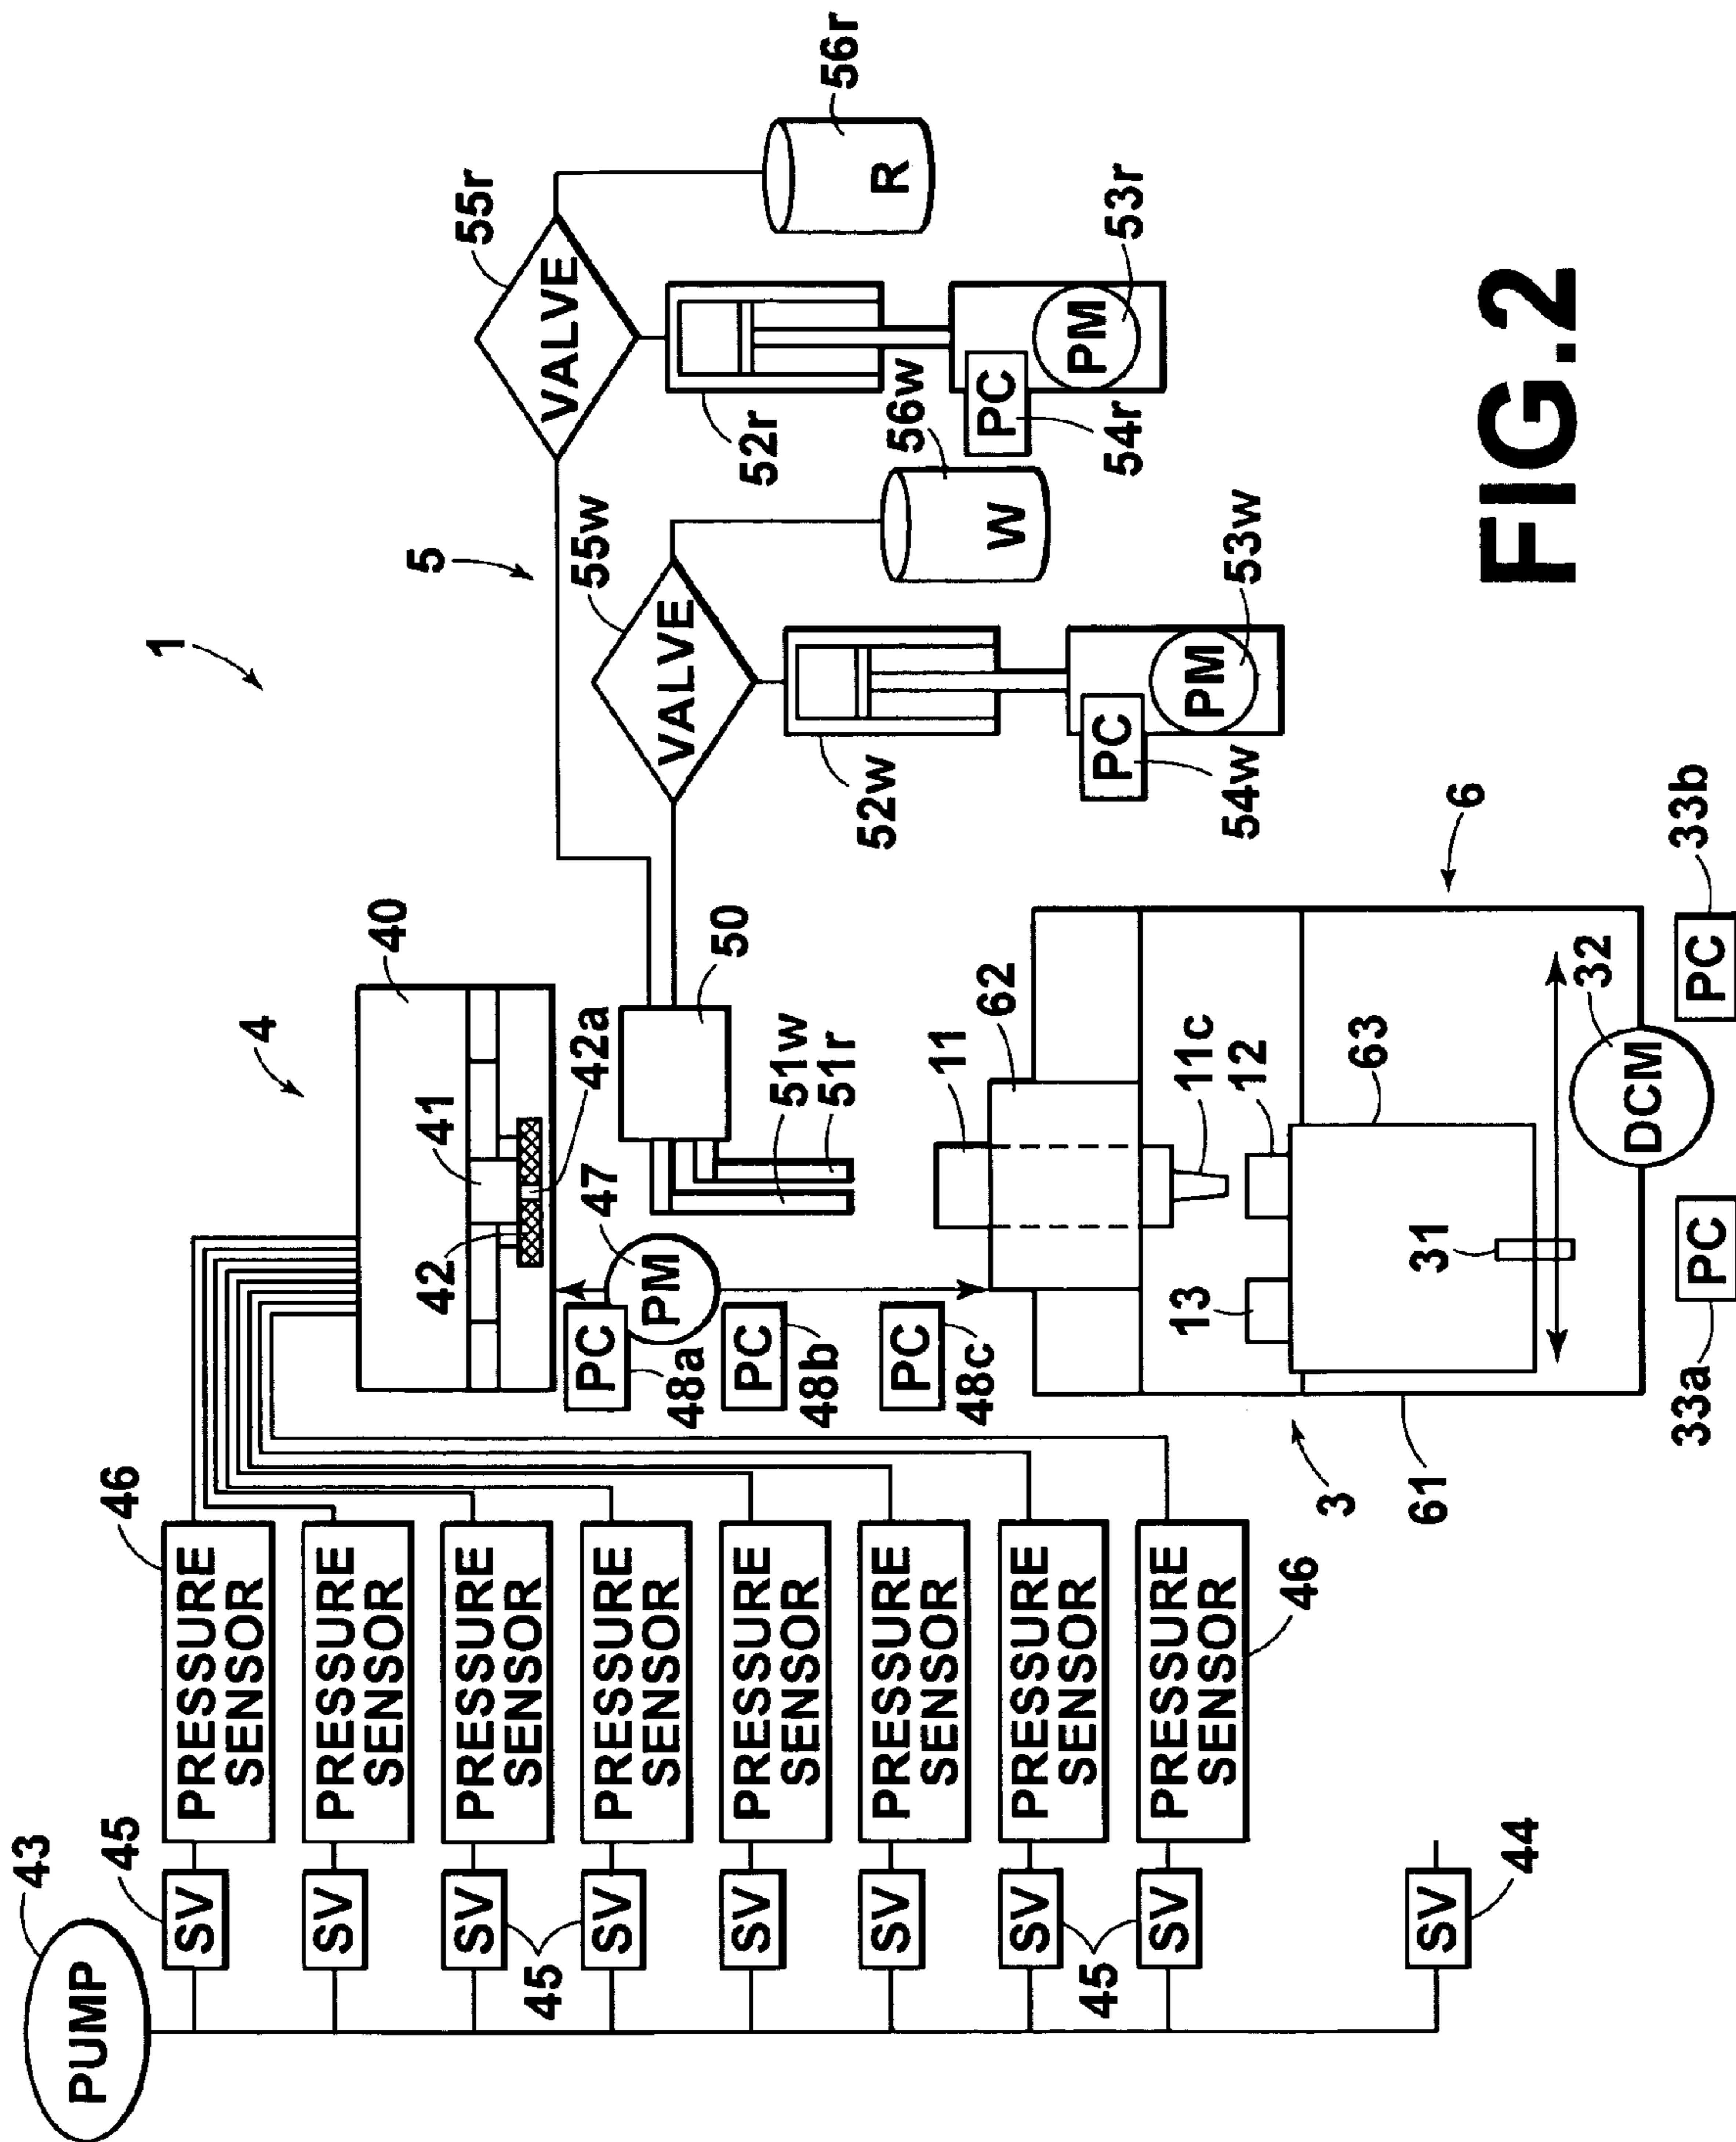 FIG.2
1
PUMP
43
SV
45
SV
SV
SV
45
SV
SV
SV
SV
45
SV
44
PRESSURE
SENSOR
46
PRESSURE
SENSOR
PRESSURE
SENSOR
PRESSURE
SENSOR
PRESSURE
SENSOR
PRESSURE
SENSOR
PRESSURE
SENSOR
PRESSURE
SENSOR
46
4
40
41
42
42a
PM
47
PC
48a
PC
48b
PC
48c
50
51w
51r
5
VALVE
55w
52w
PM
53w
PC
54w
W
56w
VALVE
55r
52r
PM
53r
PC
54r
R
56r
3
6
61
62
11
11c
12
13
63
31
DCM
32
PC
33a
PC
33b